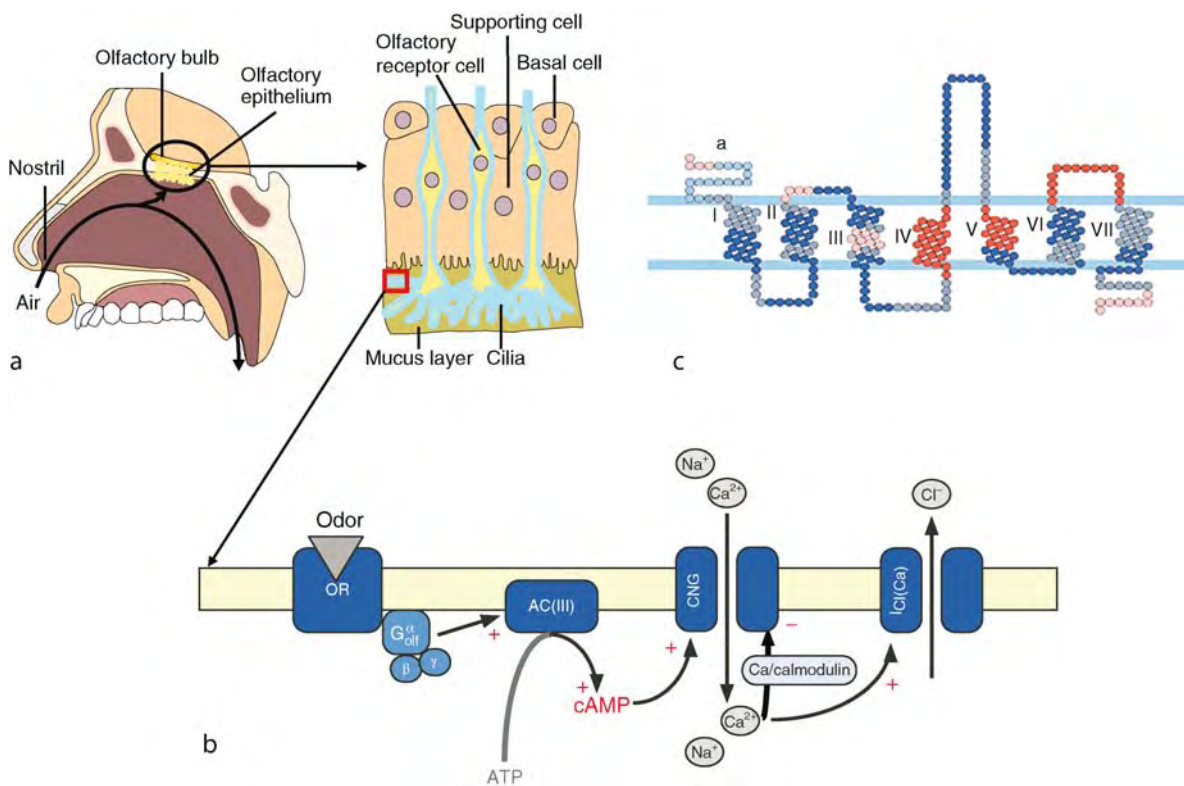 Olfactory bulb
Olfactory
epithelium
Nostril
Air
a
Supporting cell
Olfactory
receptor cell
Basal cell
Mucus layer
Cilia
a
I
II
III
IV
V
VI
VII
c
Odor
OR
Gαolf
β
γ
AC(III)
ATP
cAMP
+
+
+
CNG
Na+
Ca2+
−
Ca/calmodulin
Ca2+
Na+
+
ICl(Ca)
Cl−
b